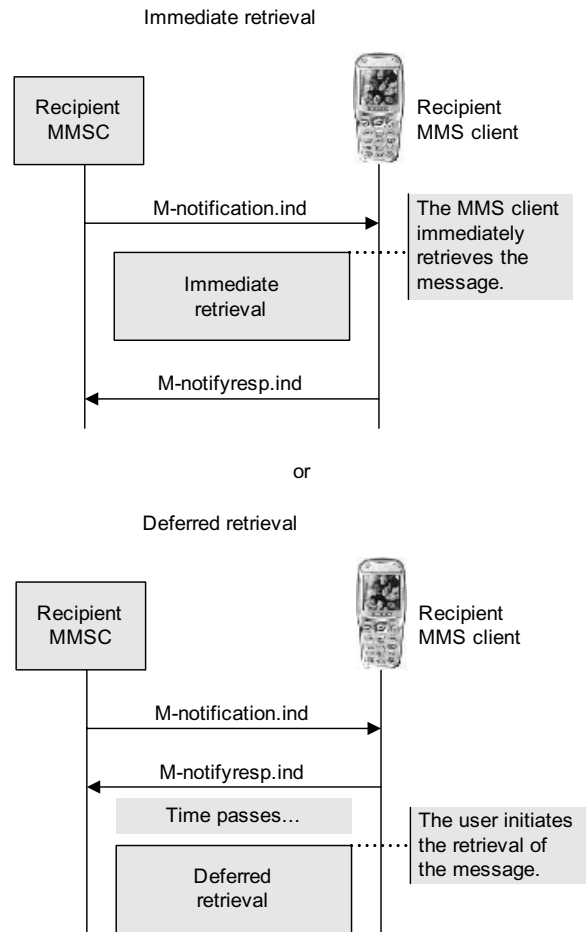 Immediate retrieval
Recipient
MMSC
Recipient
MMS client
M-notification.ind
The MMS client
immediately
retrieves the
message.
Immediate
retrieval
M-notifyresp.ind
or
Deferred retrieval
Recipient
MMSC
Recipient
MMS client
M-notification.ind
M-notifyresp.ind
Time passes…
The user initiates
the retrieval of
the message.
Deferred
retrieval